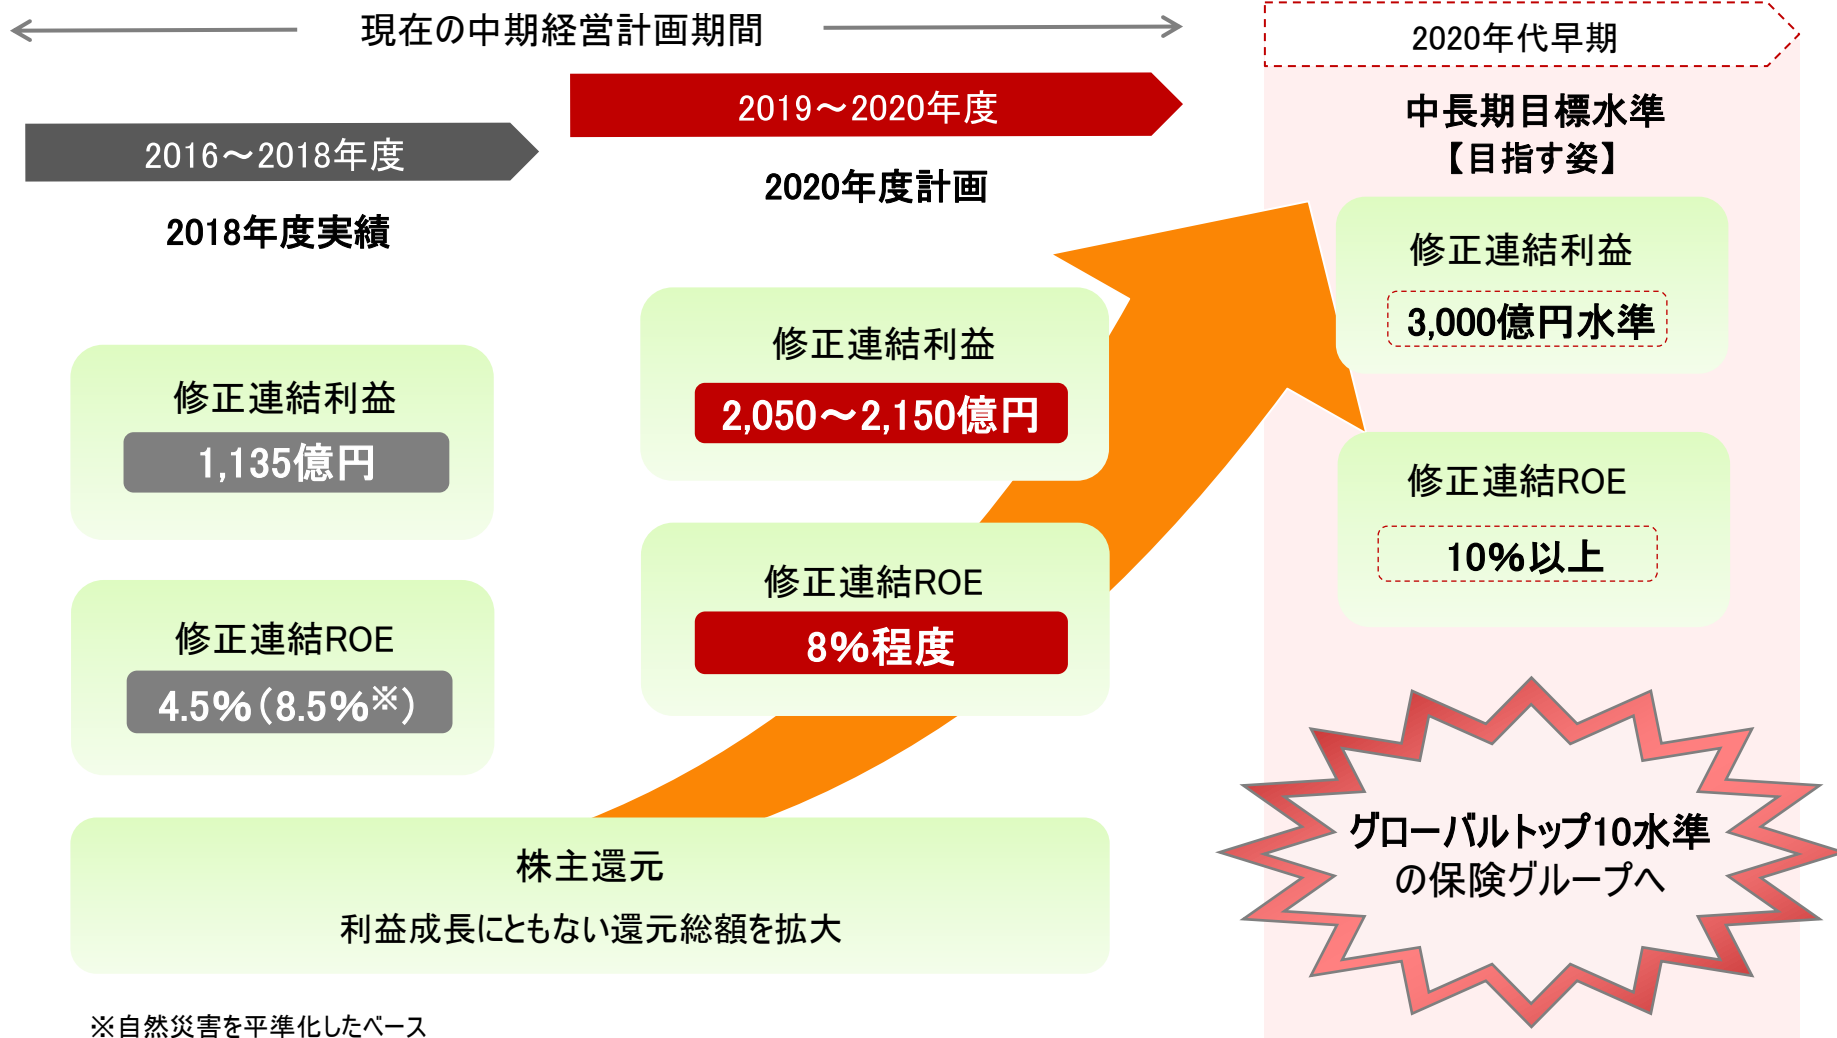 現在の中期経営計画期間
2016～2018年度
2018年度実績
修正連結利益
1,135億円
修正連結ROE
4.5%（8.5%※）
2019～2020年度
2020年度計画
修正連結利益
2,050～2,150億円
修正連結ROE
8%程度
株主還元
利益成長にともない還元総額を拡大
※自然災害を平準化したベース
2020年代早期
中長期目標水準
【目指す姿】
修正連結利益
3,000億円水準
修正連結ROE
10%以上
グローバルトップ10水準
の保険グループへ